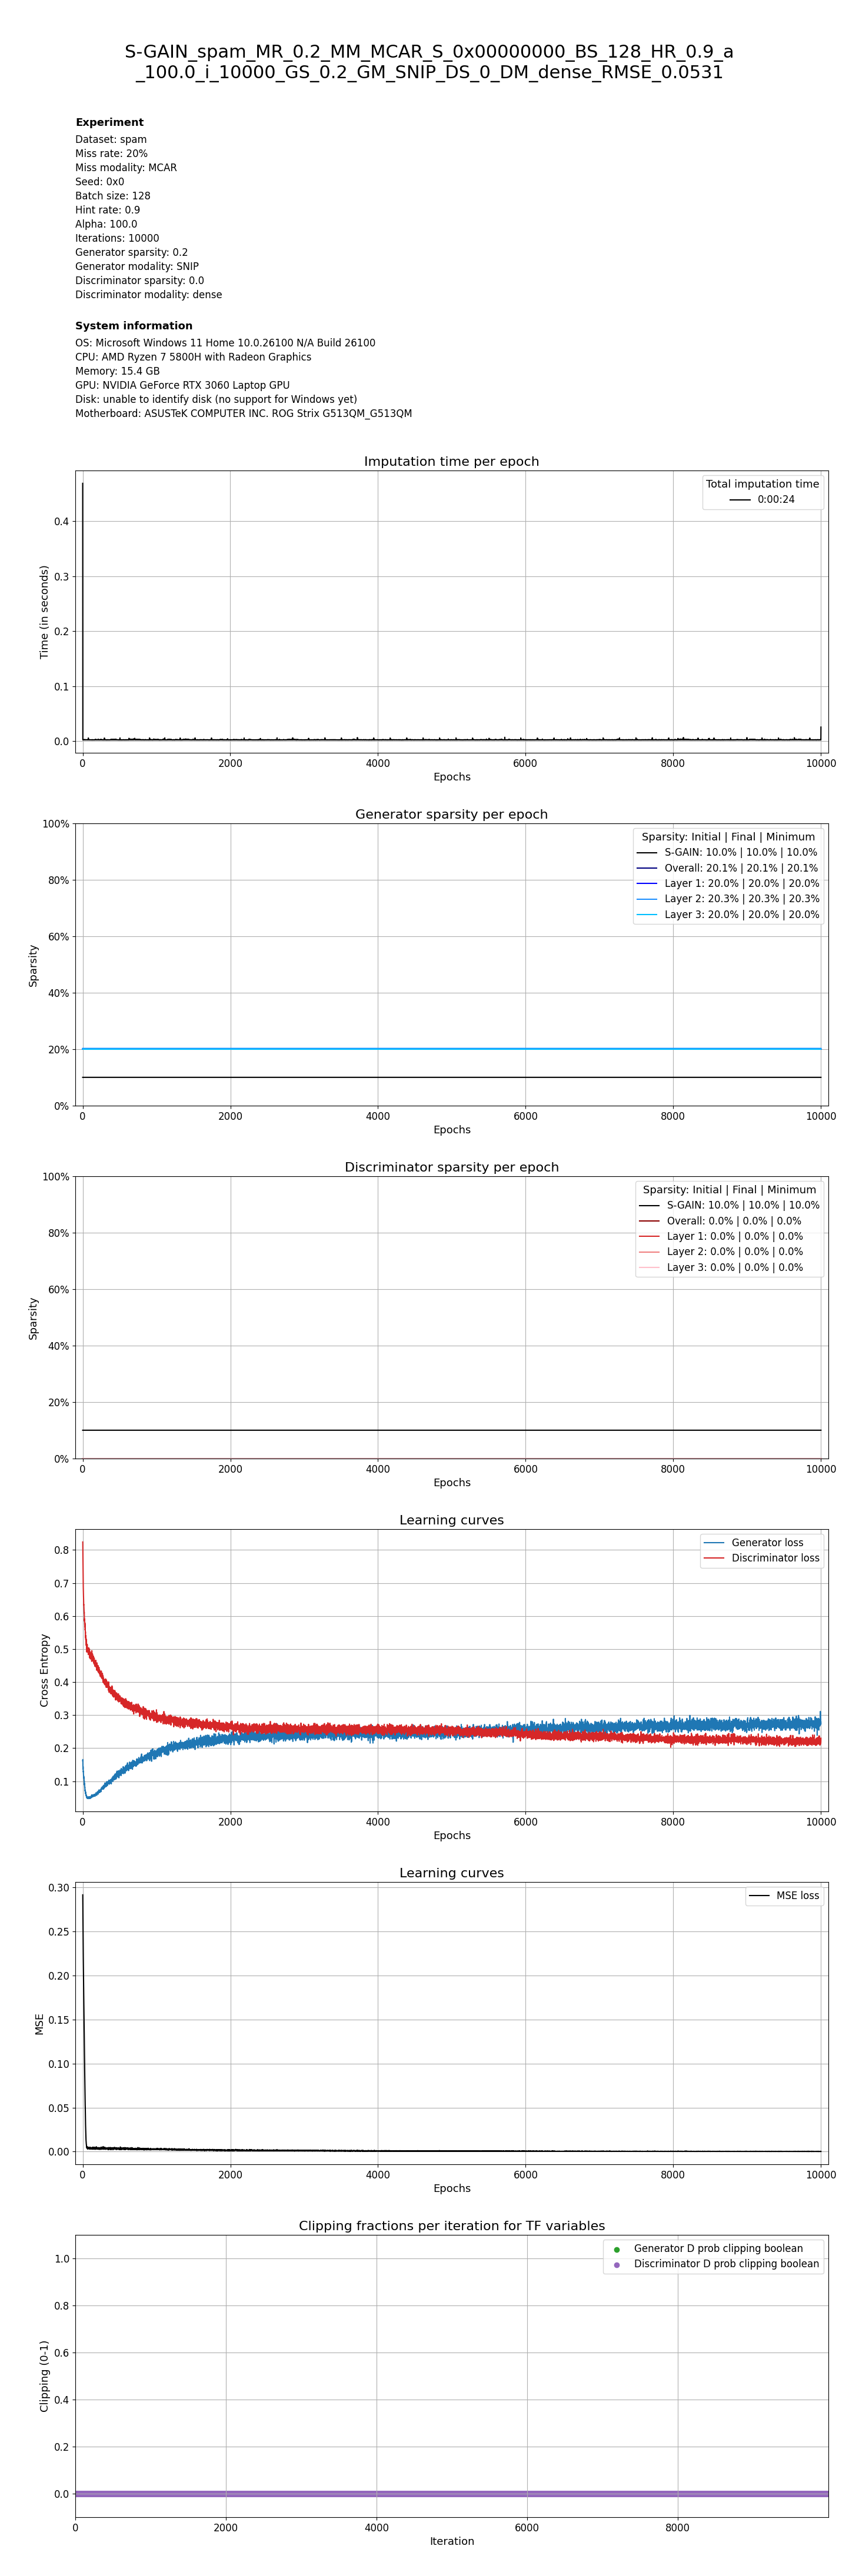 S-GAIN_spam_MR_0.2_MM_MCAR_S_0x00000000_BS_128_HR_0.9_a
_100.0_i_10000_GS_0.2_GM_SNIP_DS_0_DM_dense_RMSE_0.0531
Experiment
Dataset: spam
Miss rate: 20%
Miss modality: MCAR
Seed: 0x0
Batch size: 128
Hint rate: 0.9
Alpha: 100.0
Iterations: 10000
Generator sparsity: 0.2
Generator modality: SNIP
Discriminator sparsity: 0.0
Discriminator modality: dense
System information
OS: Microsoft Windows 11 Home 10.0.26100 N/A Build 26100
CPU: AMD Ryzen 7 5800H with Radeon Graphics
Memory: 15.4 GB
GPU: NVIDIA GeForce RTX 3060 Laptop GPU
Disk: unable to identify disk (no support for Windows yet)
Motherboard: ASUSTeK COMPUTER INC. ROG Strix G513QM_G513QM
Imputation time per epoch
Total imputation time
0:00:24
0.4
0.3
0.2
0.1
0.0
Time (in seconds)
0 2000 4000 6000 8000 10000
Epochs
Generator sparsity per epoch
Sparsity: Initial | Final | Minimum
S-GAIN: 10.0% | 10.0% | 10.0%
Overall: 20.1% | 20.1% | 20.1%
Layer 1: 20.0% | 20.0% | 20.0%
Layer 2: 20.3% | 20.3% | 20.3%
Layer 3: 20.0% | 20.0% | 20.0%
100%
80%
60%
40%
20%
0%
Sparsity
0 2000 4000 6000 8000 10000
Epochs
Discriminator sparsity per epoch
Sparsity: Initial | Final | Minimum
S-GAIN: 10.0% | 10.0% | 10.0%
Overall: 0.0% | 0.0% | 0.0%
Layer 1: 0.0% | 0.0% | 0.0%
Layer 2: 0.0% | 0.0% | 0.0%
Layer 3: 0.0% | 0.0% | 0.0%
100%
80%
60%
40%
20%
0%
Sparsity
0 2000 4000 6000 8000 10000
Epochs
Learning curves
Generator loss
Discriminator loss
0.8
0.7
0.6
0.5
0.4
0.3
0.2
0.1
Cross Entropy
0 2000 4000 6000 8000 10000
Epochs
Learning curves
MSE loss
0.30
0.25
0.20
0.15
0.10
0.05
0.00
MSE
0 2000 4000 6000 8000 10000
Epochs
Clipping fractions per iteration for TF variables
Generator D prob clipping boolean
Discriminator D prob clipping boolean
1.0
0.8
0.6
0.4
0.2
0.0
Clipping (0-1)
0 2000 4000 6000 8000
Iteration